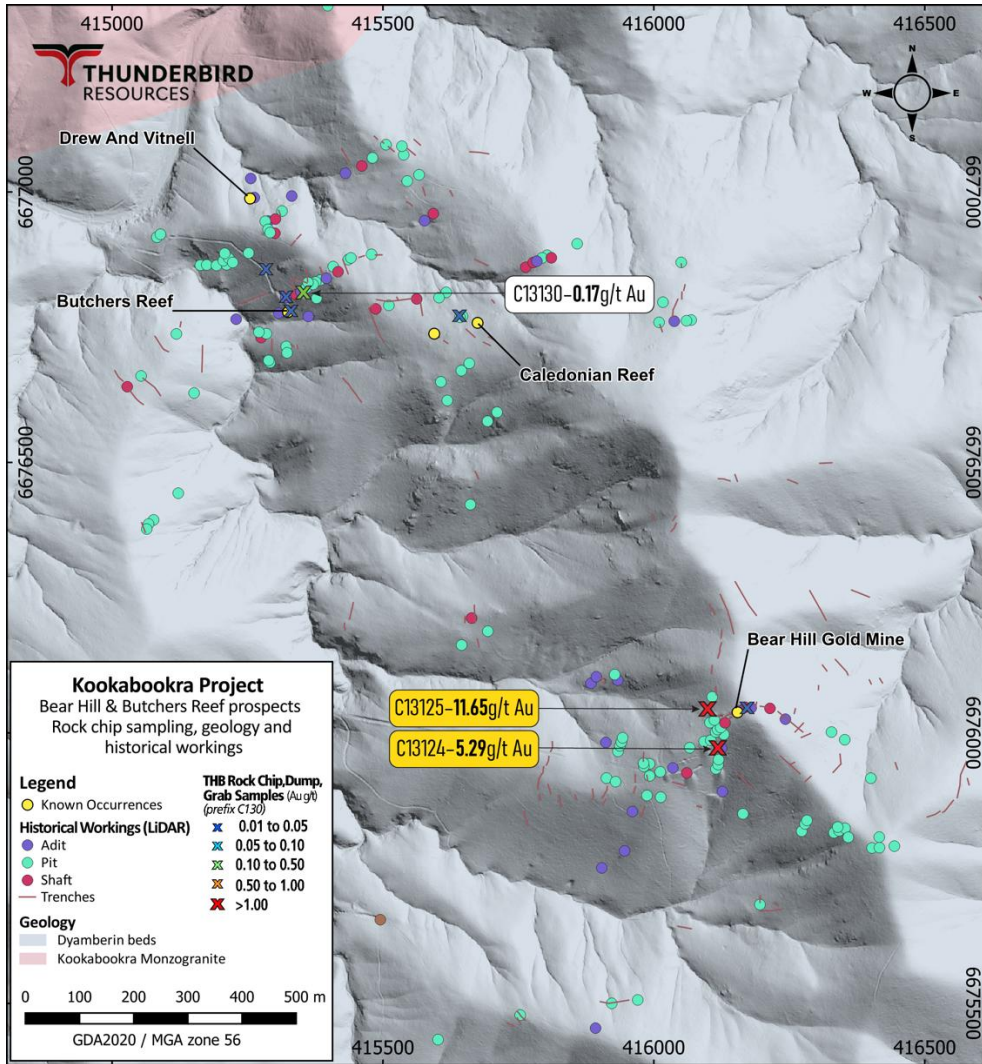 415000 415500 416000 416500
THUNDERBIRD
RESOURCES
N
W E
S
Drew And Vitnell
6677000 6677000
C13130-0.17g/t Au
Butchers Reef
Caledonian Reef
6676500 6676500
Bear Hill Gold Mine
C13125-11.65g/t Au
C13124-5.29g/t Au
6676000
Kookabookra Project
Bear Hill & Butchers Reef prospects
Rock chip sampling, geology and
historical workings
Legend
Known Occurrences
Historical Workings (LiDAR)
Adit
Pit
Shaft
Trenches
Geology
Dyamberin beds
Kookabookra Monzogranite
THB Rock Chip,Dump,
Grab Samples (Au g/t)
(prefix C130)
0.01 to 0.05
0.05 to 0.10
0.10 to 0.50
0.50 to 1.00
>1.00
0 100 200 300 400 500 m
GDA2020 / MGA zone 56
6675500
415500 416000 416500